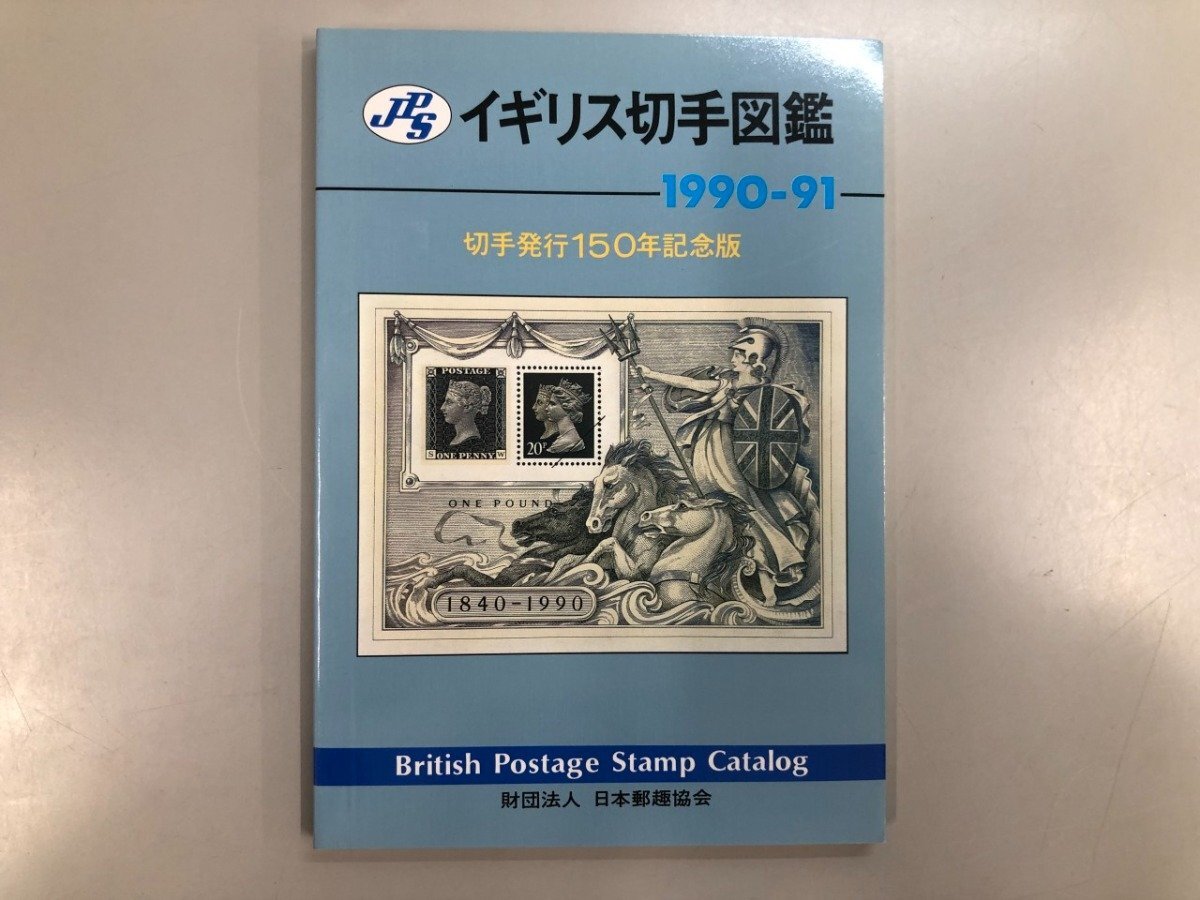 JPS イギリス切手図鑑
1990-91
切手発行150年記念版
POSTAGE
S ONE PENNY W
20P
ONE POUND
1840-1990
British Postage Stamp Catalog
財団法人 日本郵趣協会